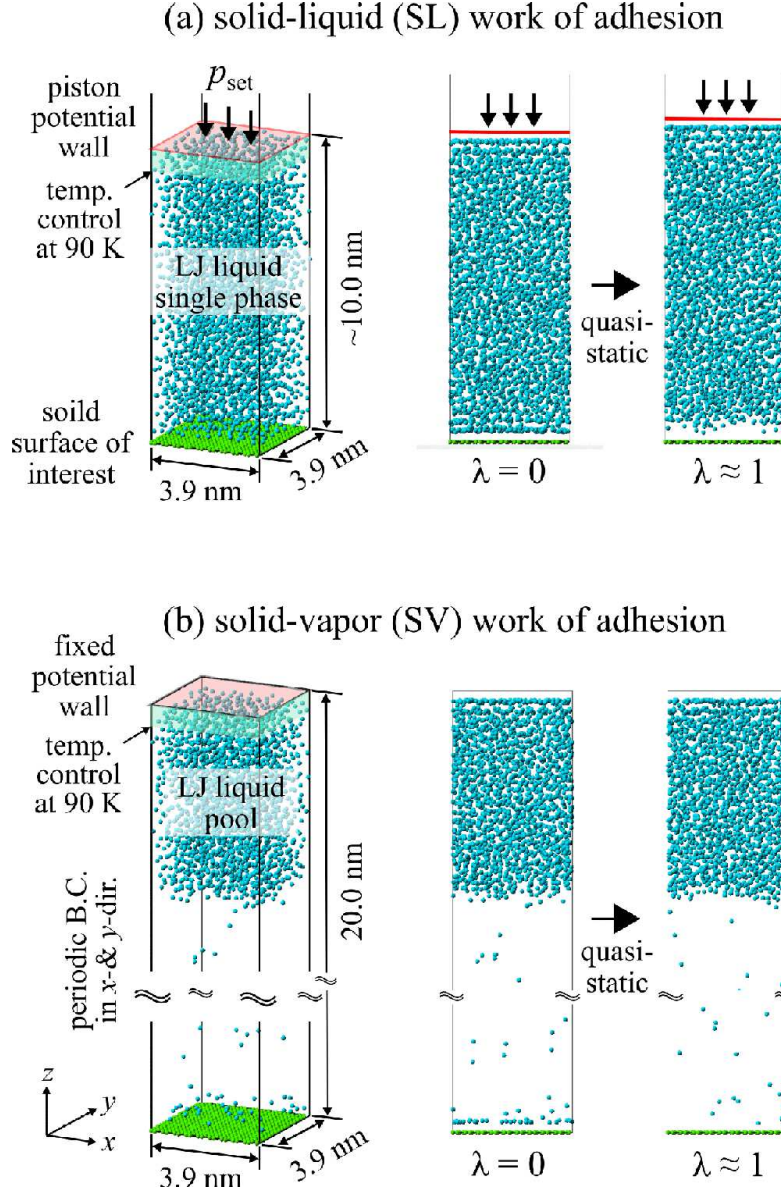 (a) solid-liquid (SL) work of adhesion
piston
potential
wall
temp.
control
at 90 K
soild
surface of
interest
pset
LJ liquid
single phase
~10.0 nm
3.9 nm
3.9 nm
quasi-
static
λ = 0
λ ≈ 1
(b) solid-vapor (SV) work of adhesion
fixed
potential
wall
temp.
control
at 90 K
LJ liquid
pool
periodic B.C.
in x- & y-dir.
20.0 nm
z
y
x
3.9 nm
3.9 nm
quasi-
static
λ = 0
λ ≈ 1